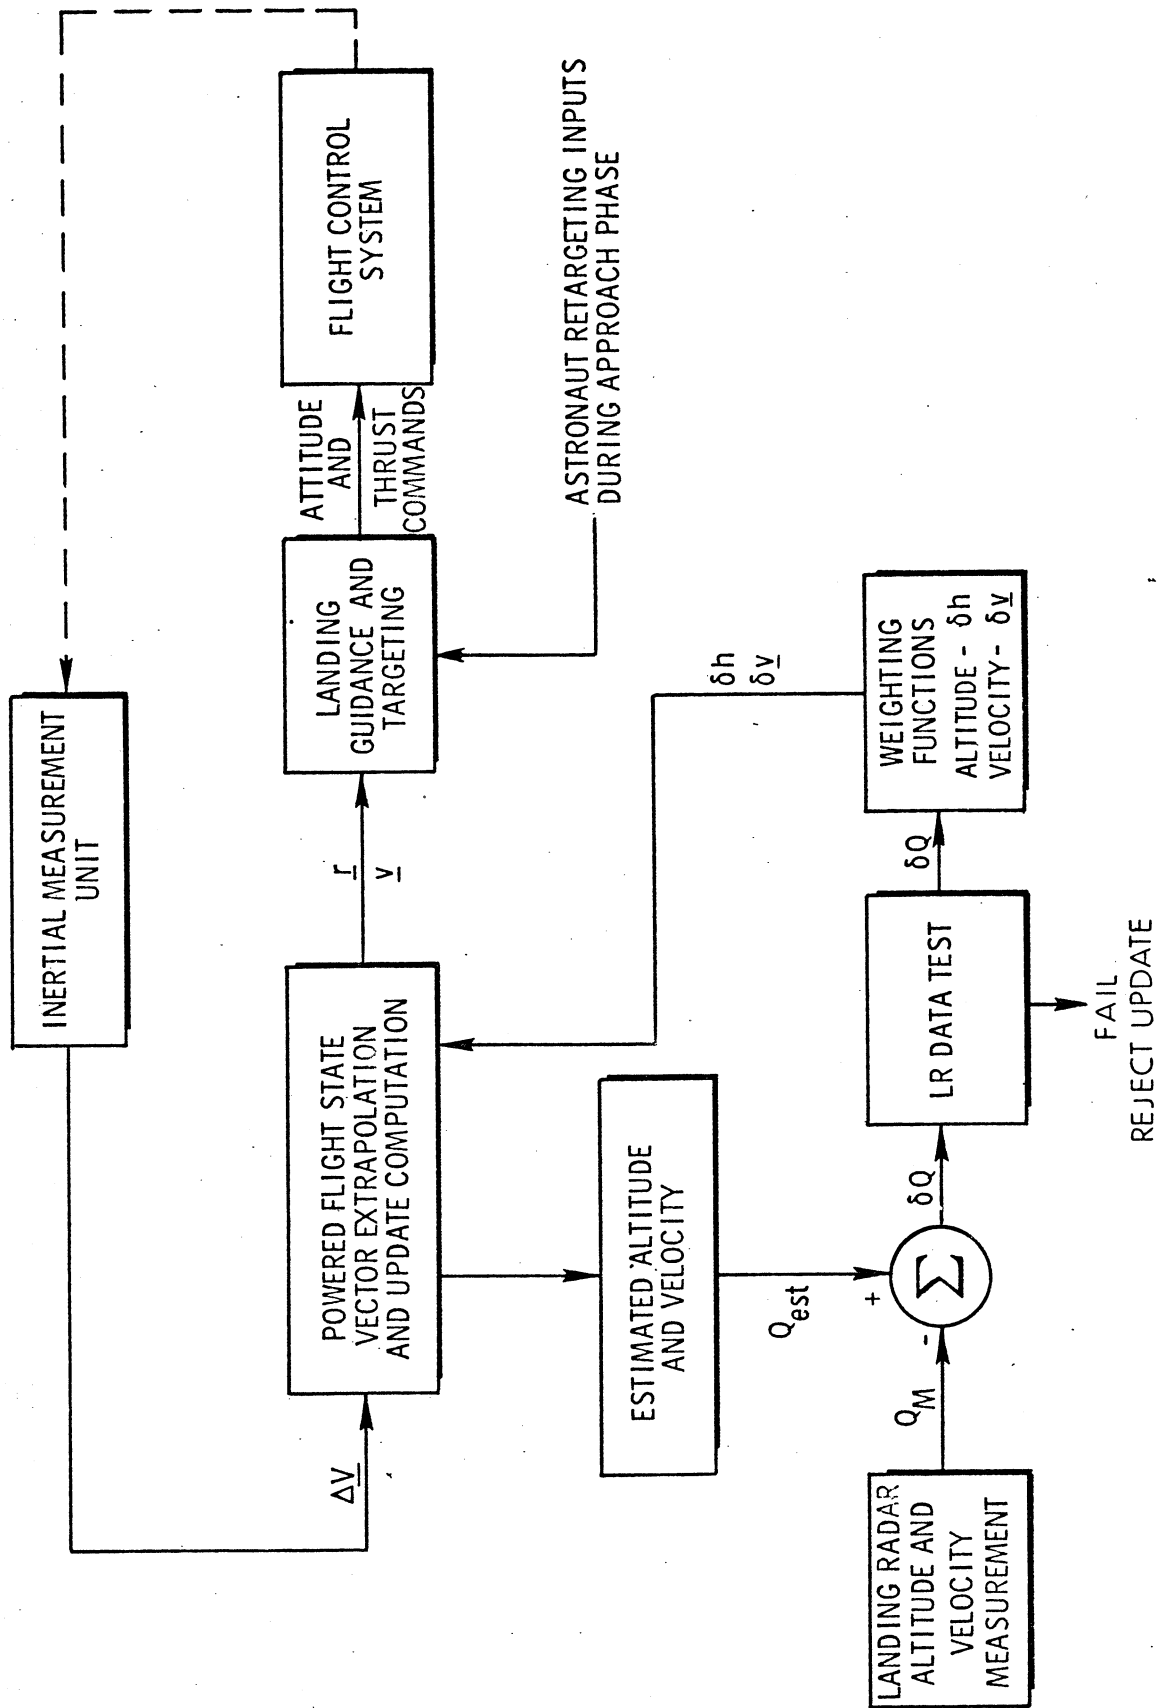 INERTIAL MEASUREMENT
UNIT
ΔV
POWERED FLIGHT STATE
VECTOR EXTRAPOLATION
AND UPDATE COMPUTATION
r
v
LANDING
GUIDANCE AND
TARGETING
ATTITUDE
AND
THRUST
COMMANDS
FLIGHT CONTROL
SYSTEM
ASTRONAUT RETARGETING INPUTS
DURING APPROACH PHASE
ESTIMATED ALTITUDE
AND VELOCITY
δh
δv
Qest
+
-
LANDING RADAR
ALTITUDE AND
VELOCITY
MEASUREMENT
QM
Σ
δQ
LR DATA TEST
δQ
WEIGHTING
FUNCTIONS
ALTITUDE - δh
VELOCITY - δv
FAIL
REJECT UPDATE